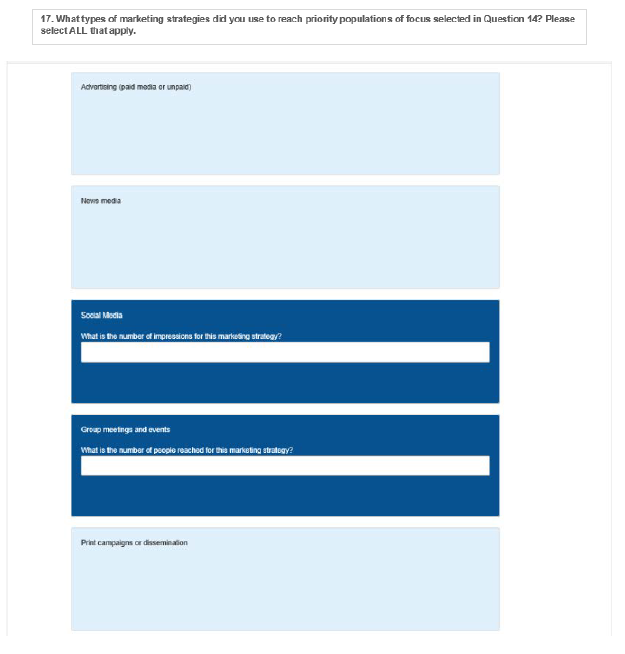 17. What types of marketing strategies did you use to reach priority populations of focus selected in Question 14? Please
select ALL that apply.
Advertising (paid media or unpaid)
News media
Social Media
What is the number of impressions for this marketing strategy?
Group meetings and events
What is the number of people reached for this marketing strategy?
Print campaigns or dissemination